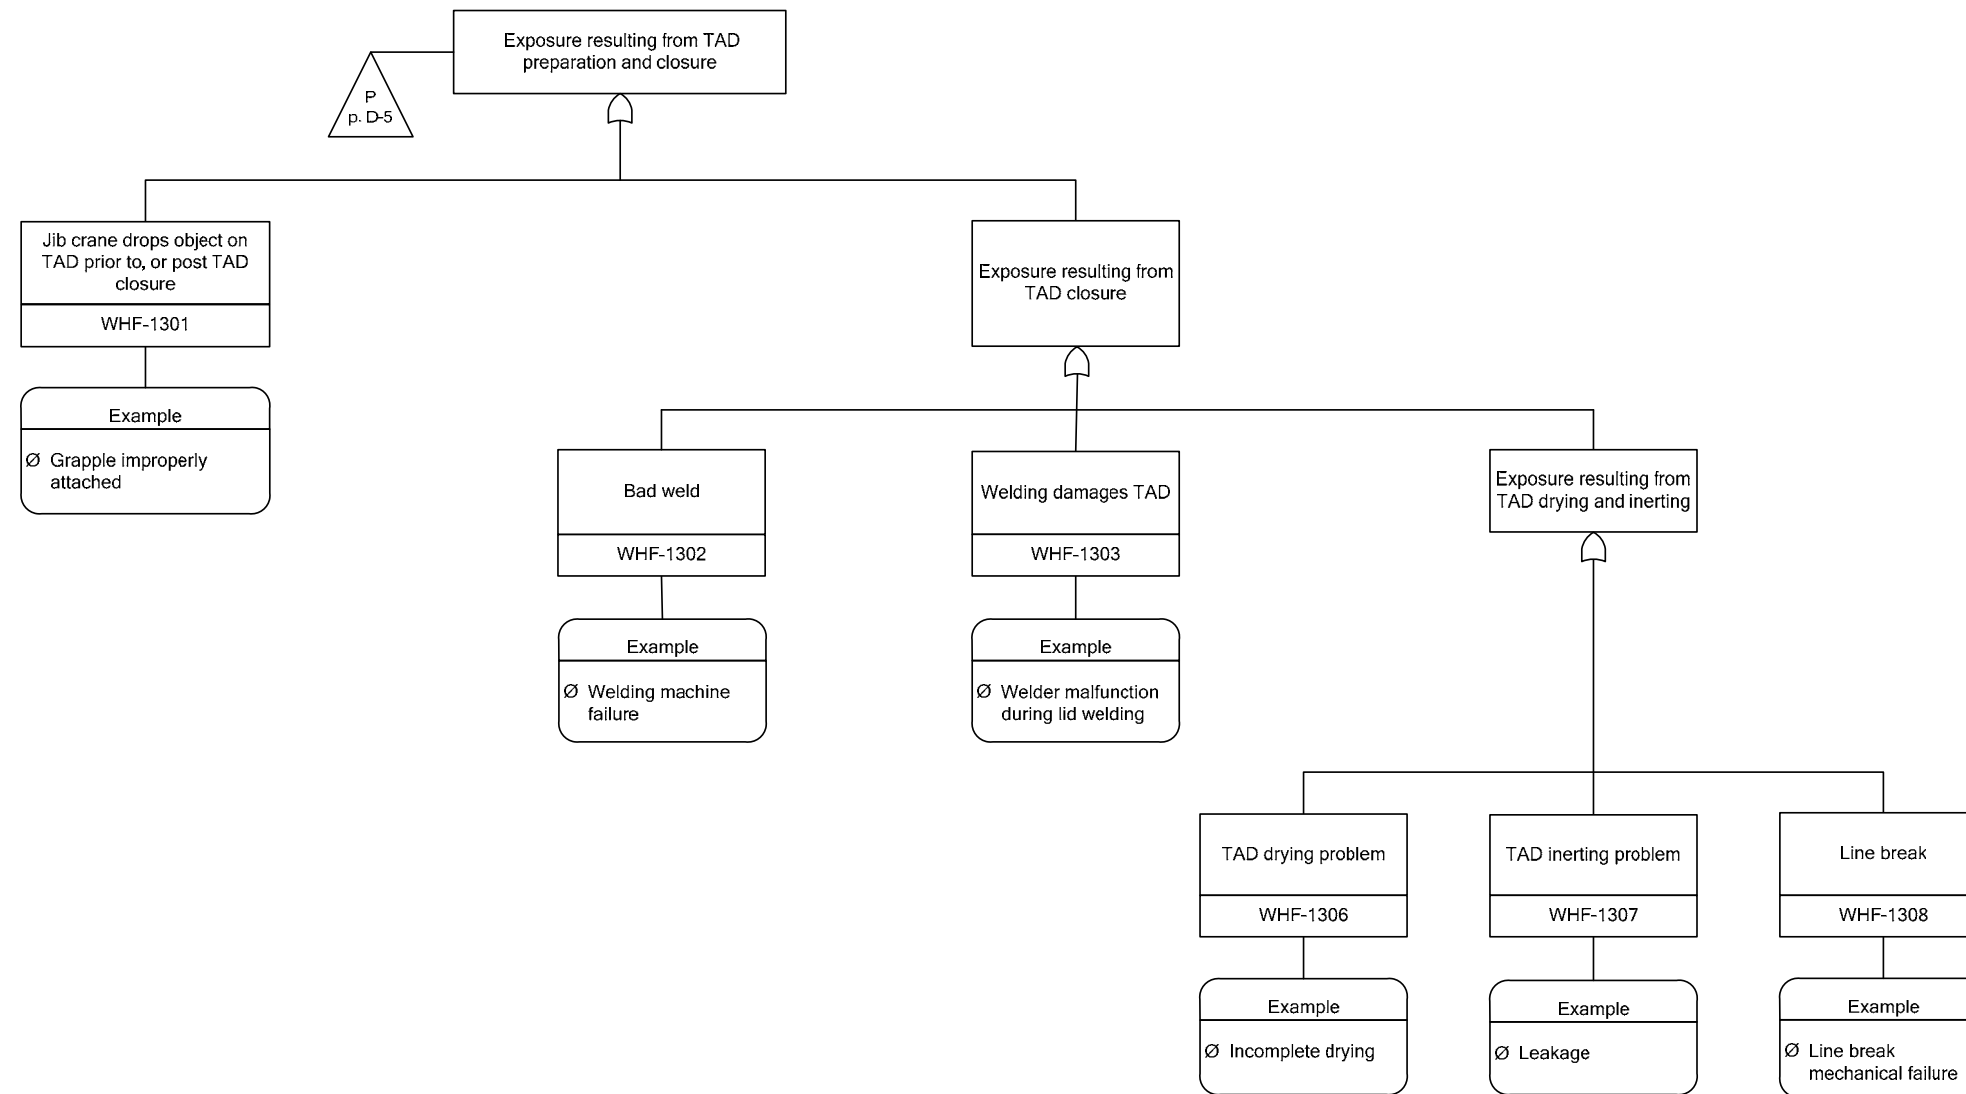 Exposure resulting from TAD
preparation and closure
P
p. D-5
Jib crane drops object on
TAD prior to, or post TAD
closure
WHF-1301
Example
Ø Grapple improperly
attached
Exposure resulting from
TAD closure
Bad weld
WHF-1302
Example
Ø Welding machine
failure
Welding damages TAD
WHF-1303
Example
Ø Welder malfunction
during lid welding
Exposure resulting from
TAD drying and inerting
TAD drying problem
WHF-1306
Example
Ø Incomplete drying
TAD inerting problem
WHF-1307
Example
Ø Leakage
Line break
WHF-1308
Example
Ø Line break
mechanical failure